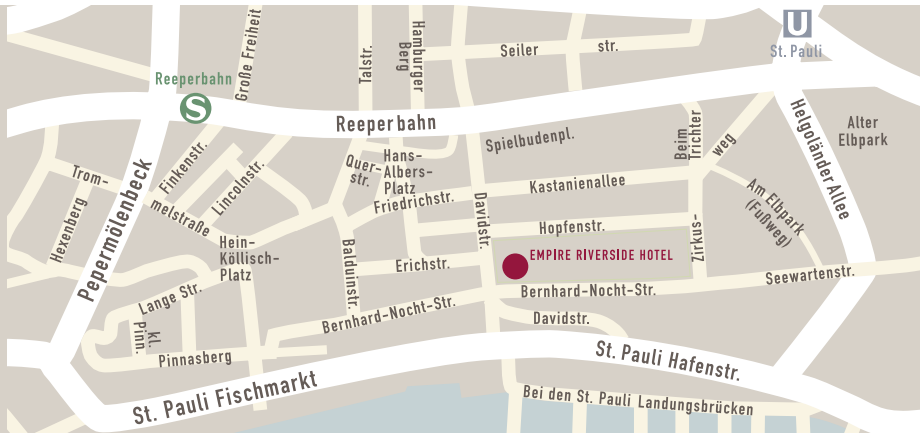 U
St. Pauli
Große Freiheit
Talstr.
Hamburger
Berg
Seiler
str.
Reeperbahn
S
Reeperbahn
Helgoländer Allee
Alter
Elbpark
Spielbudenpl.
Beim
Trichter
weg
Zirkus-
Pepermölenbeck
Finkenstr.
Lincolnstr.
Quer-
str.
Hans-
Albers-
Platz
Trom-
melstraße
Hexenberg
Friedrichstr.
Davidstr.
Kastanienallee
Am Elbpark
(Fußweg)
Hopfenstr.
Hein-
Köllisch-
Platz
Balduinstr.
Erichstr.
EMPIRE RIVERSIDE HOTEL
Seewartenstr.
Bernhard-Nocht-Str.
Lange Str.
kl.
Pinn.
Bernhard-Nocht-Str.
Davidstr.
Pinnasberg
St. Pauli Hafenstr.
St. Pauli Fischmarkt
Bei den St. Pauli Landungsbrücken